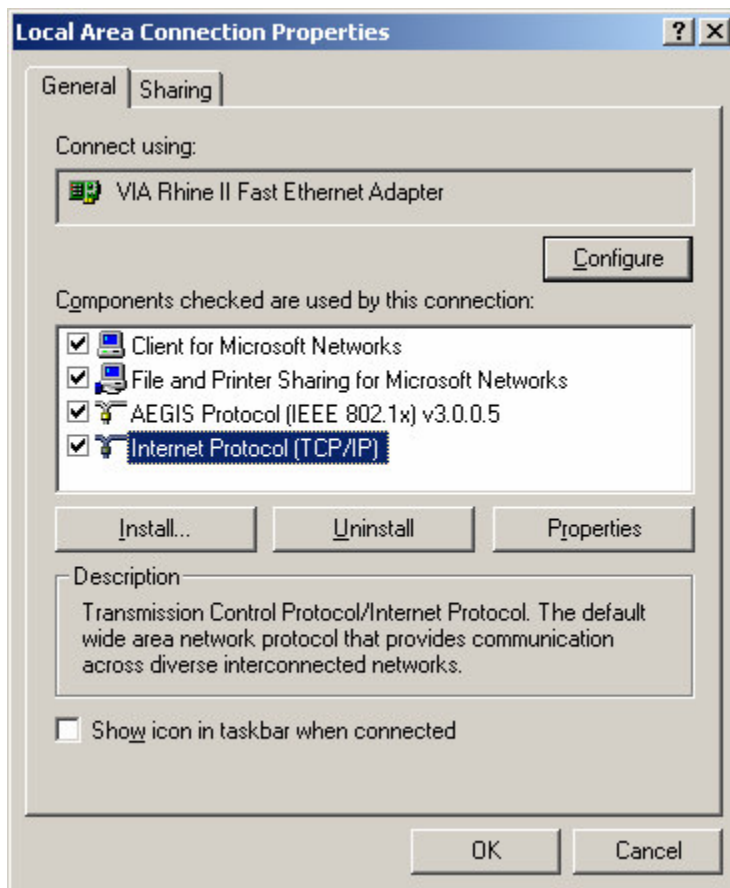 Local Area Connection Properties
General Sharing
Connect using:
VIA Rhine II Fast Ethernet Adapter
Configure
Components checked are used by this connection:
Client for Microsoft Networks
File and Printer Sharing for Microsoft Networks
AEGIS Protocol (IEEE 802.1x) v3.0.0.5
Internet Protocol (TCP/IP)
Install... Uninstall Properties
Description
Transmission Control Protocol/Internet Protocol. The default
wide area network protocol that provides communication
across diverse interconnected networks.
Show icon in taskbar when connected
OK Cancel